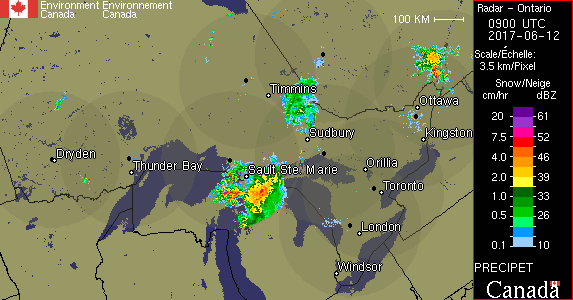 Environment Environnement
Canada Canada
100 KM
Timmins
Ottawa
Sudbury
Kingston
Dryden
Thunder Bay
Sault Ste. Marie
Orillia
Toronto
London
Windsor
Radar - Ontario
0900 UTC
2017-06-12
Scale/Échelle:
3.5 km/Pixel
Snow/Neige
cm/hr dBZ
20 61
7.5 52
4.0 46
2.0 39
1.0 33
0.5 26
0.1 10
PRECIPET
Canada